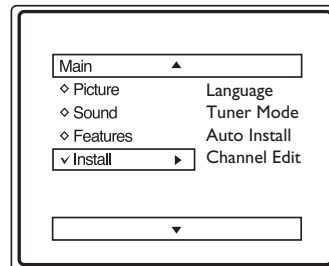 Main
Picture
Sound
Features
Install
Language
Tuner Mode
Auto Install
Channel Edit